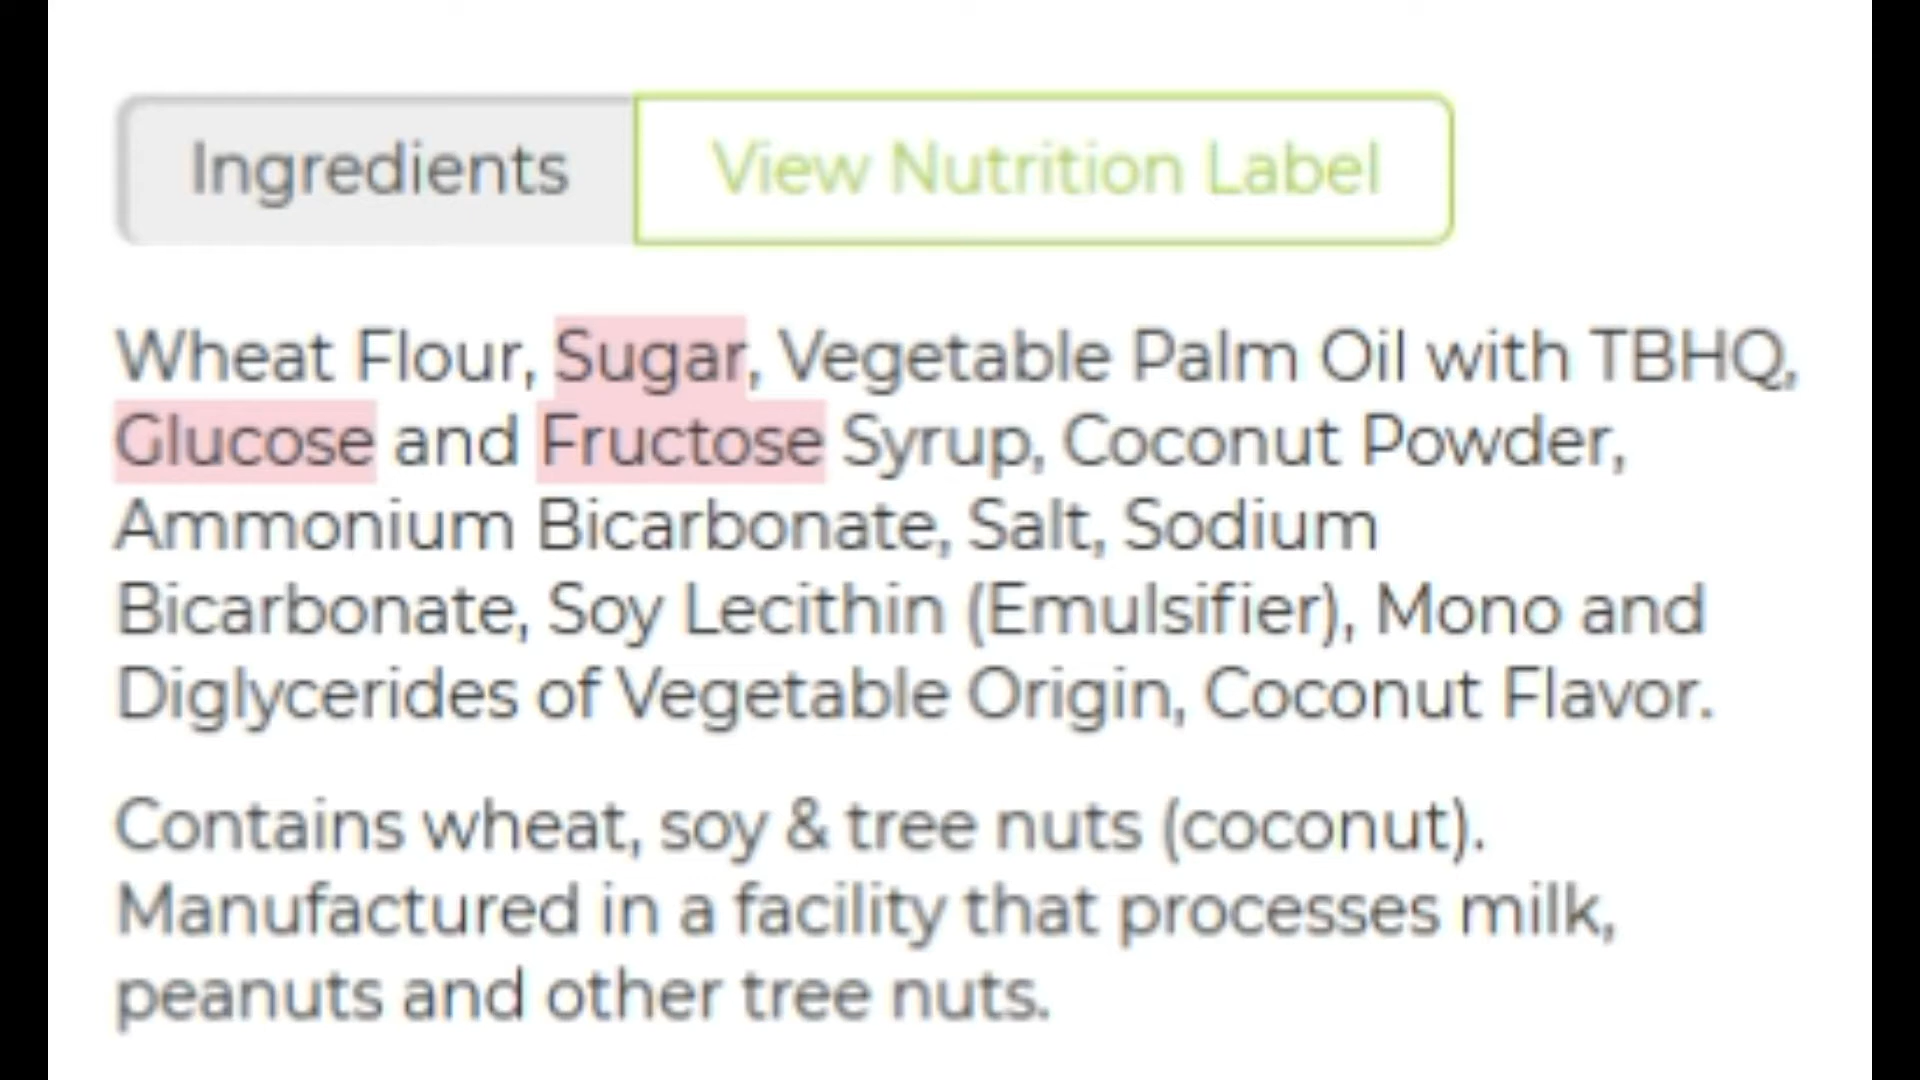 Ingredients
View Nutrition Label
Wheat Flour, Sugar, Vegetable Palm Oil with TBHQ,
Glucose and Fructose Syrup, Coconut Powder,
Ammonium Bicarbonate, Salt, Sodium
Bicarbonate, Soy Lecithin (Emulsifier), Mono and
Diglycerides of Vegetable Origin, Coconut Flavor.
Contains wheat, soy & tree nuts (coconut).
Manufactured in a facility that processes milk,
peanuts and other tree nuts.